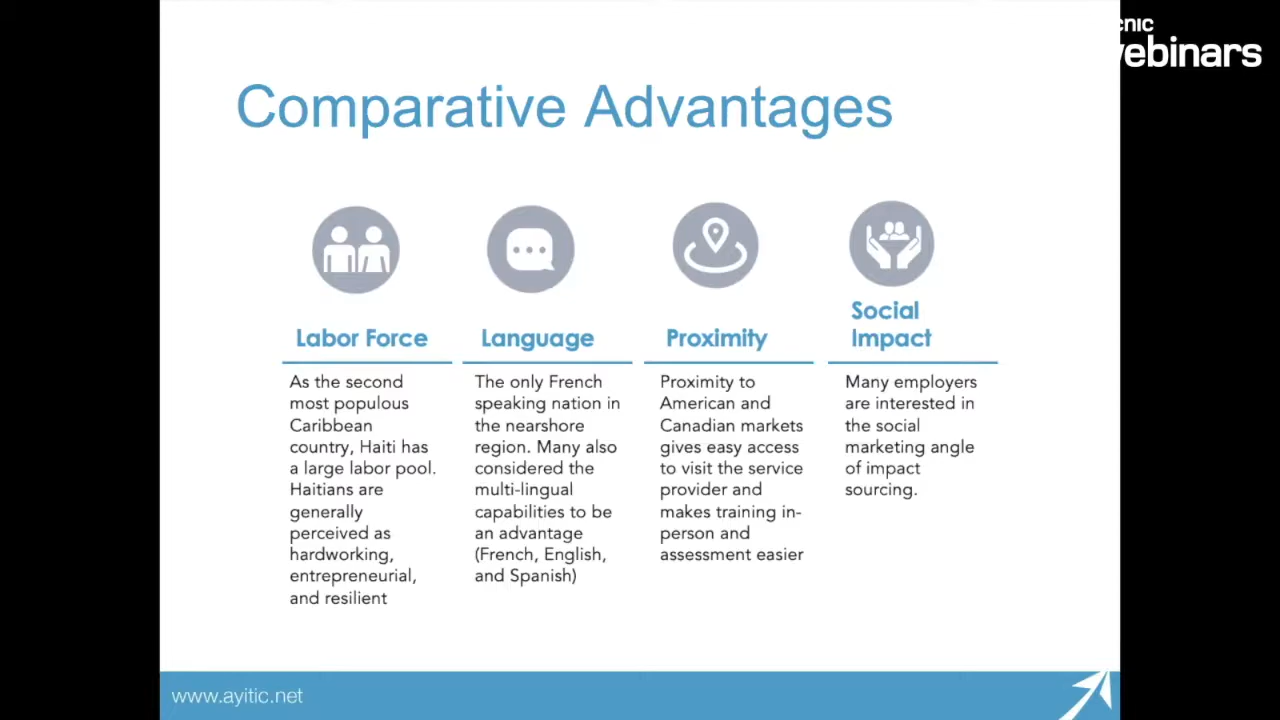 cnic
webinars
Comparative Advantages
Labor Force
As the second
most populous
Caribbean
country, Haiti has
a large labor pool.
Haitians are
generally
perceived as
hardworking,
entrepreneurial,
and resilient
Language
The only French
speaking nation in
the nearshore
region. Many also
considered the
multi-lingual
capabilities to be
an advantage
(French, English,
and Spanish)
Proximity
Proximity to
American and
Canadian markets
gives easy access
to visit the service
provider and
makes training in-
person and
assessment easier
Social
Impact
Many employers
are interested in
the social
marketing angle
of impact
sourcing.
www.ayitic.net